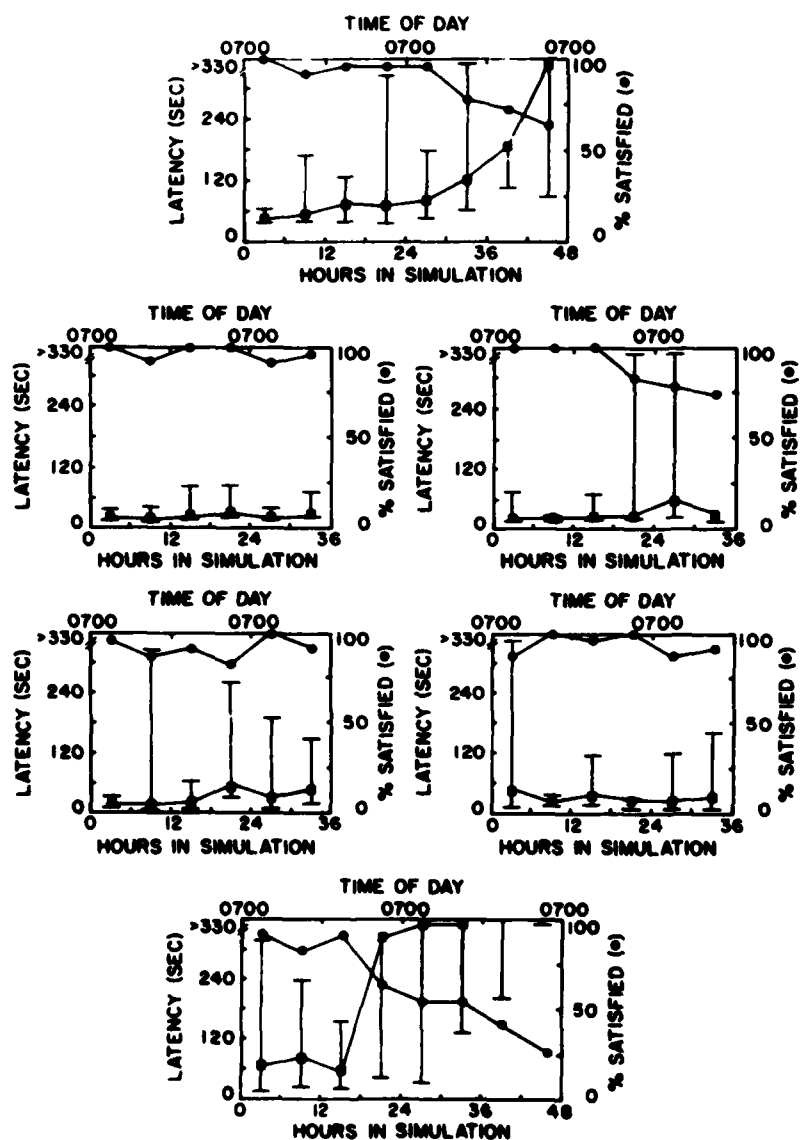 TIME OF DAY
0700 0700 0700
>330 100
240
120 50
0 0
LATENCY (SEC)
% SATISFIED (●)
0 12 24 36 48
HOURS IN SIMULATION
TIME OF DAY
0700 0700
>330 100
240
120 50
0 0
LATENCY (SEC)
% SATISFIED (●)
0 12 24 36
HOURS IN SIMULATION
TIME OF DAY
0700 0700
>330 100
240
120 50
0 0
LATENCY (SEC)
% SATISFIED (●)
0 12 24 36
HOURS IN SIMULATION
TIME OF DAY
0700 0700
>330 100
240
120 50
0 0
LATENCY (SEC)
% SATISFIED (●)
0 12 24 36
HOURS IN SIMULATION
TIME OF DAY
0700 0700
>330 100
240
120 50
0 0
LATENCY (SEC)
% SATISFIED (●)
0 12 24 36
HOURS IN SIMULATION
TIME OF DAY
0700 0700 0700
>330 100
240
120 50
0 0
LATENCY (SEC)
% SATISFIED (●)
0 12 24 36 48
HOURS IN SIMULATION